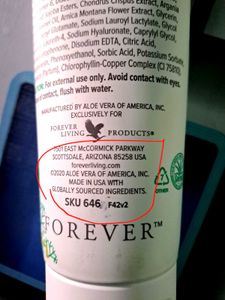 Esters, Chondrus Crispus Extract, Argania
Glutamate, Sodium Lauroyl Lactylate, Glycol
Arnica Montana Flower Extract, Glycerin,
Sodium Hyaluronate, Caprylyl Glycol,
Disodium EDTA, Citric Acid,
Phenoxyethanol, Sorbic Acid, Potassium
Chlorophyllin-Copper Complex (CI 75810).
For external use only. Avoid contact with eyes.
contact, flush with water.
MANUFACTURED BY ALOE VERA OF AMERICA, INC.
EXCLUSIVELY FOR
FOREVER
LIVING PRODUCTS®
7501 EAST McCORMICK PARKWAY
SCOTTSDALE, ARIZONA 85258 USA
foreverliving.com
©2020 ALOE VERA OF AMERICA, INC.
MADE IN USA WITH
GLOBALLY SOURCED INGREDIENTS.
SKU 646 F42v2
FOREVER™